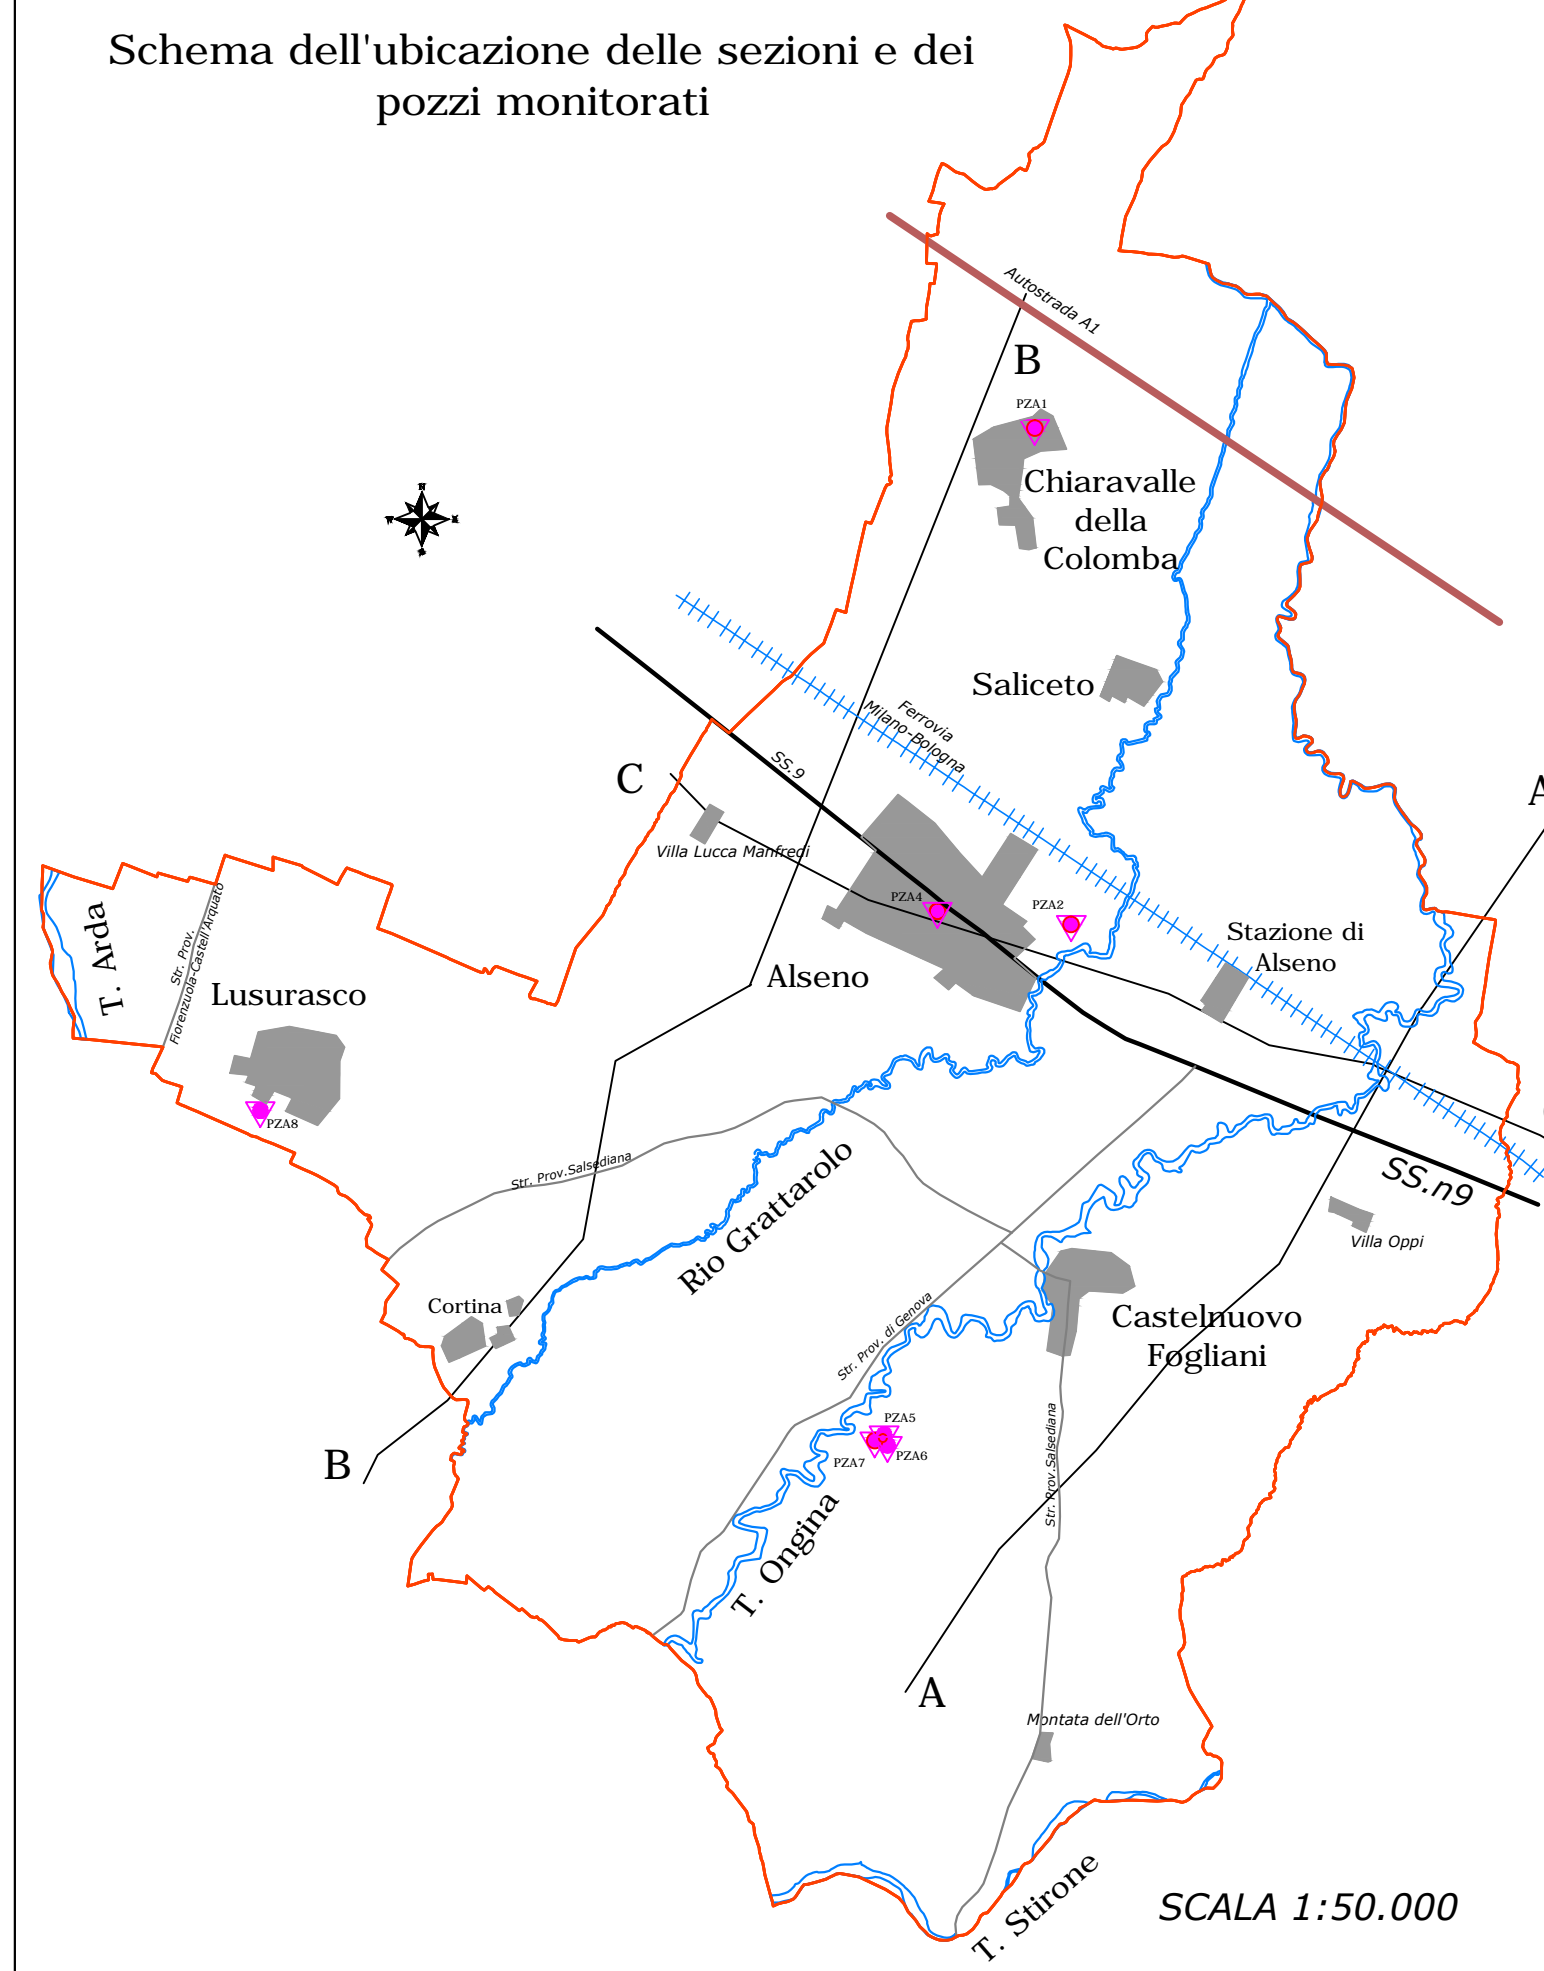 Schema dell'ubicazione delle sezioni e dei
pozzi monitorati
Autostrada A1
B
PZA1
Chiaravalle
della
Colomba
N
Saliceto
Ferrovia
Milano-Bologna
SS.9
C
A
Villa Lucca Manfredi
PZA4
PZA2
Stazione di
Alseno
T. Arda
Str. Prov.
Fiorenzuola-Castell'Arquato
Lusurasco
Alseno
PZA8
Str. Prov.Salsediana
Rio Grattarolo
SS.n9
Villa Oppi
Cortina
Str. Prov. di Genova
Castelnuovo
Fogliani
PZA5
PZA7
PZA6
B
Str. Prov.Salsediana
T. Ongina
A
Montata dell'Orto
T. Stirone
SCALA 1:50.000